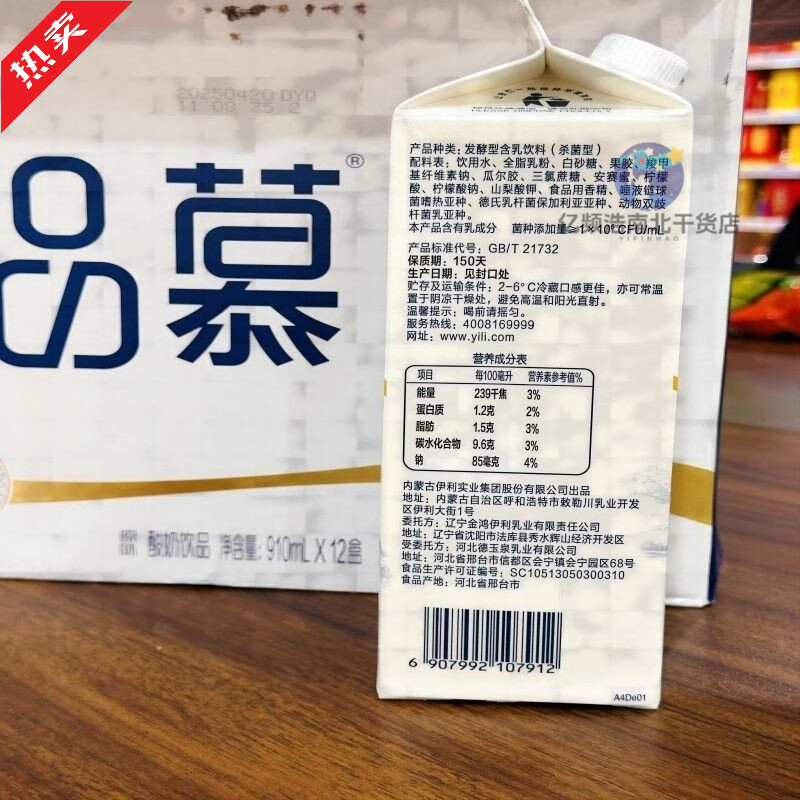 热卖
20250420 DYD
慕®
酸奶饮品 净含量:910mL X 12盒
PLEASE DISPOSE PROPERLY
产品种类:发酵型含乳饮料(杀菌型)
配料表:饮用水、全脂乳粉、白砂糖、果胶、羧甲
基纤维素钠、瓜尔胶、三氯蔗糖、安赛蜜、柠檬
酸、柠檬酸钠、山梨酸钾、食品用香精、唾液链球
菌嗜热亚种、德氏乳杆菌保加利亚亚种、动物双歧
杆菌乳亚种。
亿频浩南北干货店
YIPINHAO
本产品含有乳成分 菌种添加量≥1×10⁶CFU/mL
产品标准代号:GB/T 21732
保质期:150天
生产日期:见封口处
贮存及运输条件:2-6°C冷藏口感更佳,亦可常温
置于阴凉干燥处,避免高温和阳光直射。
温馨提示:喝前请摇匀。
服务热线:4008169999
网址:www.yili.com
营养成分表
项目 每100毫升 营养素参考值%
能量 239千焦 3%
蛋白质 1.2克 2%
脂肪 1.5克 3%
碳水化合物 9.6克 3%
钠 85毫克 4%
内蒙古伊利实业集团股份有限公司出品
地址:内蒙古自治区呼和浩特市敕勒川乳业开发
区伊利大街1号
委托方:辽宁金鸿伊利乳业有限责任公司
地址:辽宁省沈阳市法库县秀水辉山经济开发区
受委托方:河北德玉泉乳业有限公司
地址:河北省邢台市信都区会宁镇会宁园区68号
食品生产许可证编号:SC10513050300310
食品产地:河北省邢台市
6 907992 107912
A4De01